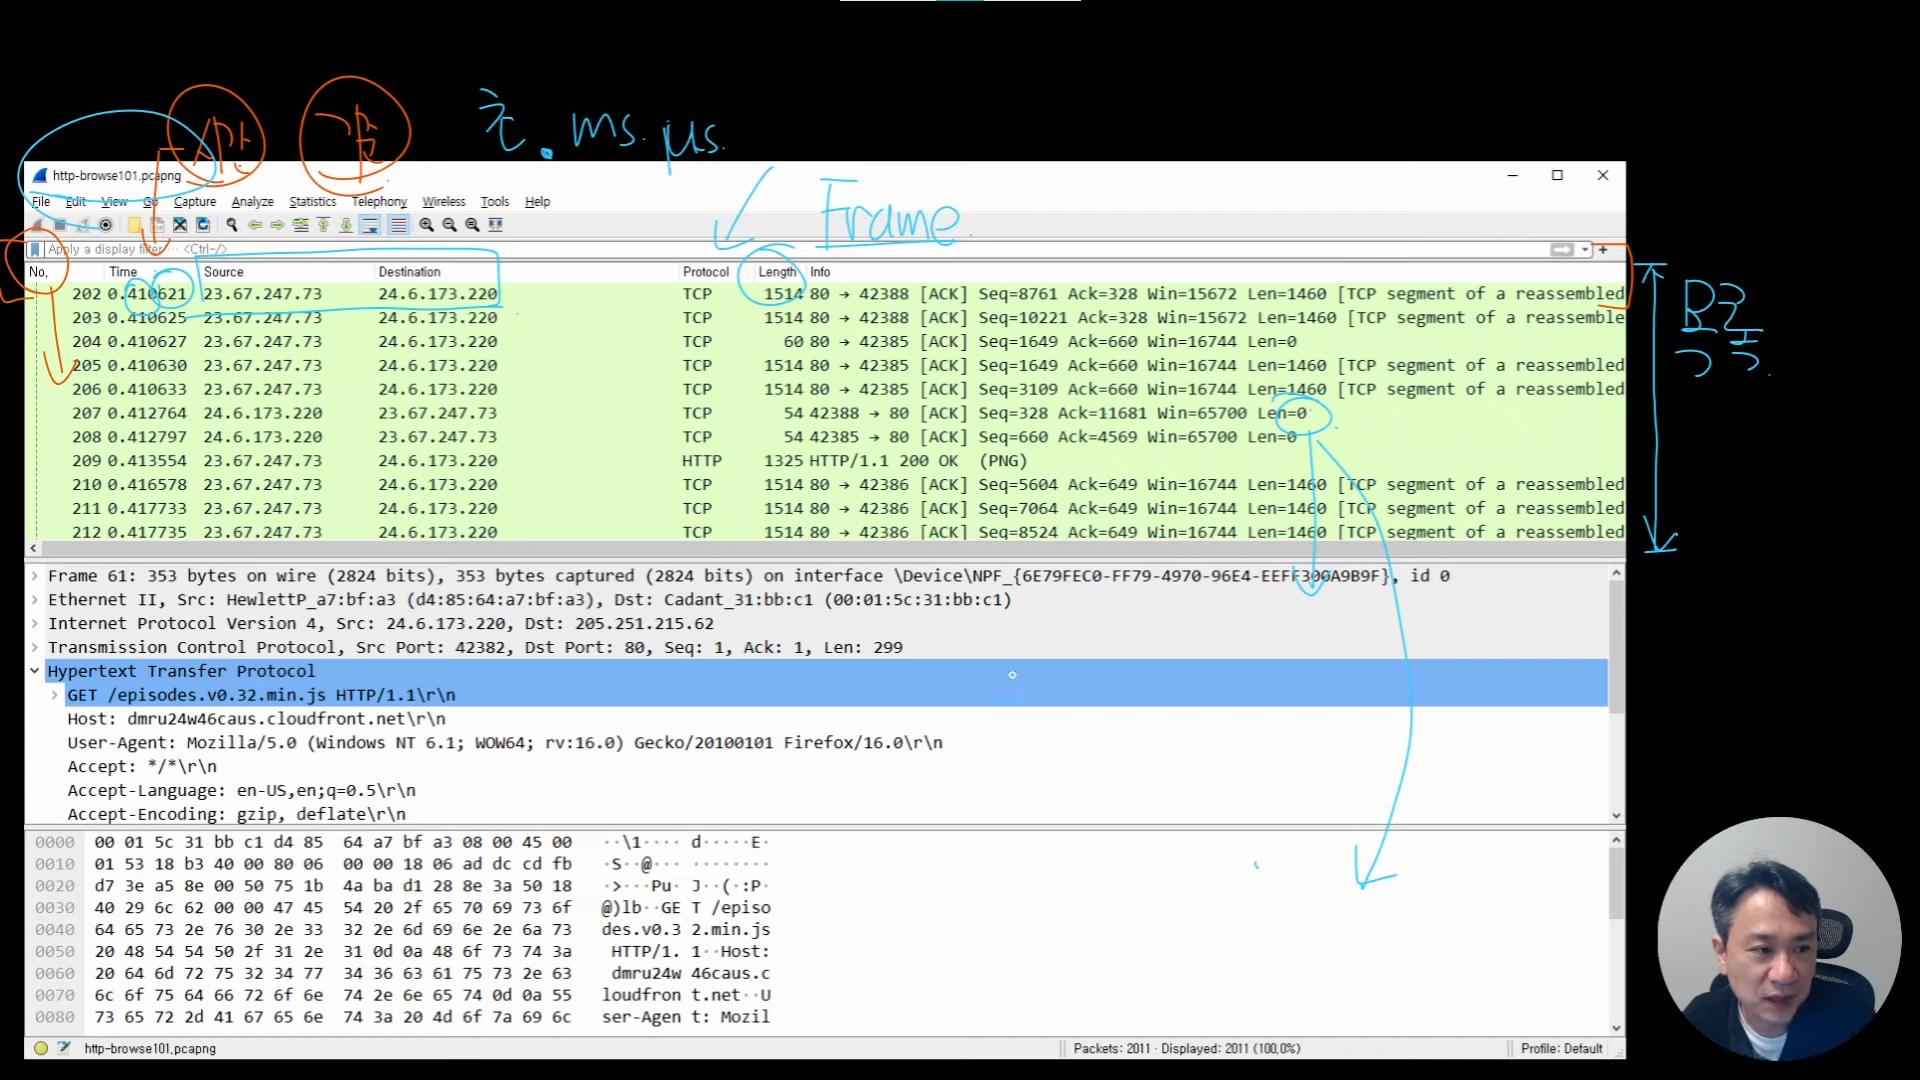 초. ms. μs.
http-browse101.pcapng
File Edit View Go Capture Analyze Statistics Telephony Wireless Tools Help
Frame
Apply a display filter ... <Ctrl-/>
No. Time Source Destination Protocol Length Info
202 0.410621 23.67.247.73 24.6.173.220 TCP 1514 80 → 42388 [ACK] Seq=8761 Ack=328 Win=15672 Len=1460 [TCP segment of a reassembled
203 0.410625 23.67.247.73 24.6.173.220 TCP 1514 80 → 42388 [ACK] Seq=10221 Ack=328 Win=15672 Len=1460 [TCP segment of a reassemble
204 0.410627 23.67.247.73 24.6.173.220 TCP 60 80 → 42385 [ACK] Seq=1649 Ack=660 Win=16744 Len=0
205 0.410630 23.67.247.73 24.6.173.220 TCP 1514 80 → 42385 [ACK] Seq=1649 Ack=660 Win=16744 Len=1460 [TCP segment of a reassembled
206 0.410633 23.67.247.73 24.6.173.220 TCP 1514 80 → 42385 [ACK] Seq=3109 Ack=660 Win=16744 Len=1460 [TCP segment of a reassembled
207 0.412764 24.6.173.220 23.67.247.73 TCP 54 42388 → 80 [ACK] Seq=328 Ack=11681 Win=65700 Len=0
208 0.412797 24.6.173.220 23.67.247.73 TCP 54 42385 → 80 [ACK] Seq=660 Ack=4569 Win=65700 Len=0
209 0.413554 23.67.247.73 24.6.173.220 HTTP 1325 HTTP/1.1 200 OK (PNG)
210 0.416578 23.67.247.73 24.6.173.220 TCP 1514 80 → 42386 [ACK] Seq=5604 Ack=649 Win=16744 Len=1460 [TCP segment of a reassembled
211 0.417733 23.67.247.73 24.6.173.220 TCP 1514 80 → 42386 [ACK] Seq=7064 Ack=649 Win=16744 Len=1460 [TCP segment of a reassembled
212 0.417735 23.67.247.73 24.6.173.220 TCP 1514 80 → 42386 [ACK] Seq=8524 Ack=649 Win=16744 Len=1460 [TCP segment of a reassembled
Frame 61: 353 bytes on wire (2824 bits), 353 bytes captured (2824 bits) on interface \Device\NPF_{6E79FEC0-FF79-4970-96E4-EEFF300A9B9F}, id 0
Ethernet II, Src: HewlettP_a7:bf:a3 (d4:85:64:a7:bf:a3), Dst: Cadant_31:bb:c1 (00:01:5c:31:bb:c1)
Internet Protocol Version 4, Src: 24.6.173.220, Dst: 205.251.215.62
Transmission Control Protocol, Src Port: 42382, Dst Port: 80, Seq: 1, Ack: 1, Len: 299
Hypertext Transfer Protocol
GET /episodes.v0.32.min.js HTTP/1.1\r\n
Host: dmru24w46caus.cloudfront.net\r\n
User-Agent: Mozilla/5.0 (Windows NT 6.1; WOW64; rv:16.0) Gecko/20100101 Firefox/16.0\r\n
Accept: */*\r\n
Accept-Language: en-US,en;q=0.5\r\n
Accept-Encoding: gzip, deflate\r\n
0000 00 01 5c 31 bb c1 d4 85 64 a7 bf a3 08 00 45 00 ··\1···· d·····E·
0010 01 53 18 b3 40 00 80 06 00 00 18 06 ad dc cd fb ·S··@··· ········
0020 d7 3e a5 8e 00 50 75 1b 4a ba d1 28 8e 3a 50 18 ·>···Pu· J··(·:P·
0030 40 29 6c 62 00 00 47 45 54 20 2f 65 70 69 73 6f @)lb··GE T /episo
0040 64 65 73 2e 76 30 2e 33 32 2e 6d 69 6e 2e 6a 73 des.v0.3 2.min.js
0050 20 48 54 54 50 2f 31 2e 31 0d 0a 48 6f 73 74 3a HTTP/1. 1··Host:
0060 20 64 6d 72 75 32 34 77 34 36 63 61 75 73 2e 63 dmru24w 46caus.c
0070 6c 6f 75 64 66 72 6f 6e 74 2e 6e 65 74 0d 0a 55 loudfron t.net··U
0080 73 65 72 2d 41 67 65 6e 74 3a 20 4d 6f 7a 69 6c ser-Agen t: Mozil
http-browse101.pcapng Packets: 2011 · Displayed: 2011 (100.0%) Profile: Default